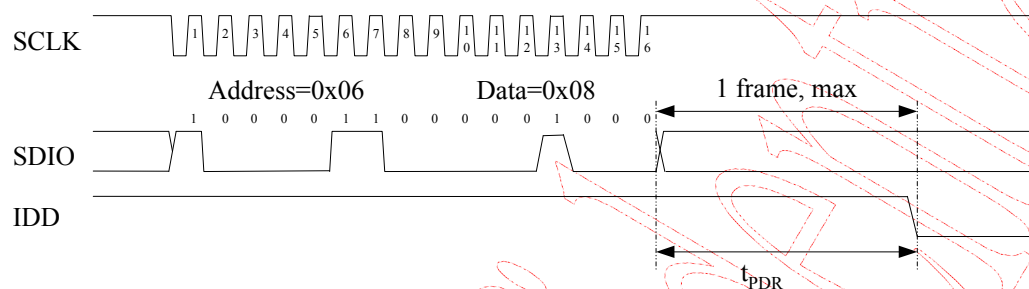 SCLK
1 2 3 4 5 6 7 8 9 10 11 12 13 14 15 16
Address=0x06 Data=0x08 1 frame, max
1 0 0 0 0 1 1 0 0 0 0 0 1 0 0 0
SDIO
IDD
tPDR